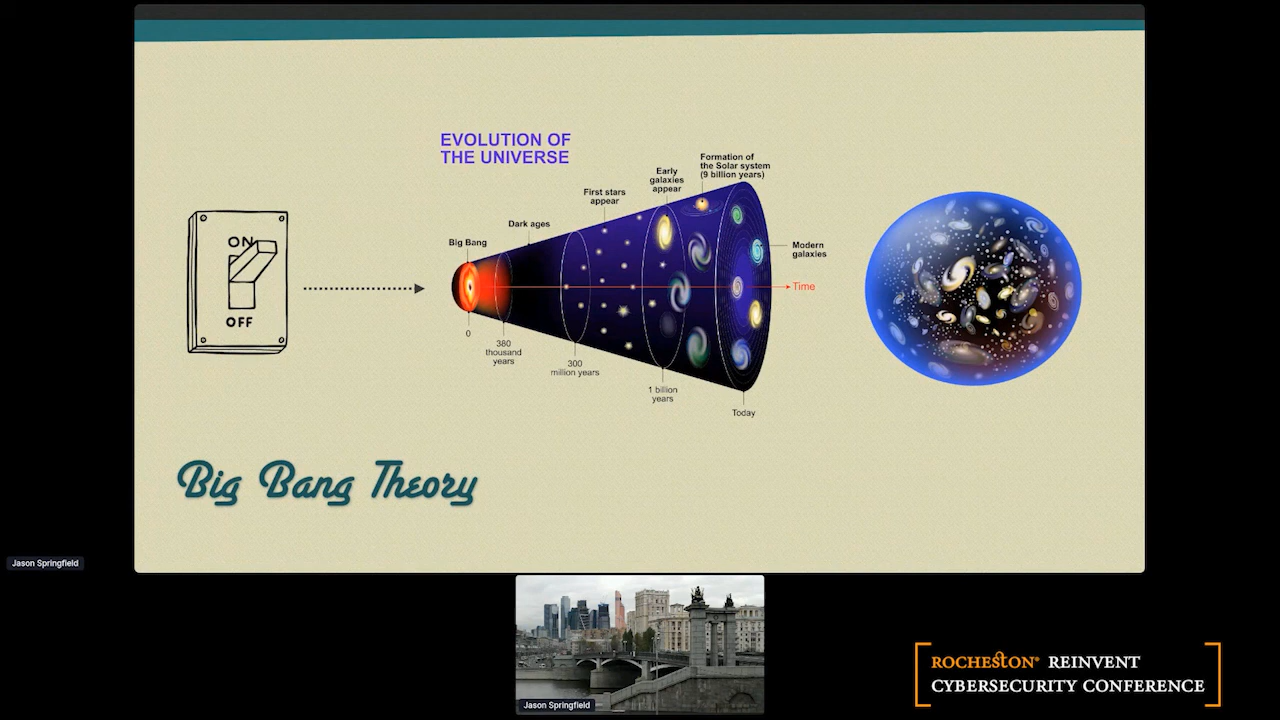 EVOLUTION OF
THE UNIVERSE
Formation of
the Solar system
(9 billion years)
Early
galaxies
appear
First stars
appear
Dark ages
Big Bang
Modern
galaxies
Time
ON
OFF
0
380
thousand
years
300
million years
1 billion
years
Today
Big Bang Theory
Jason Springfield
Jason Springfield
ROCHESTON® REINVENT
CYBERSECURITY CONFERENCE